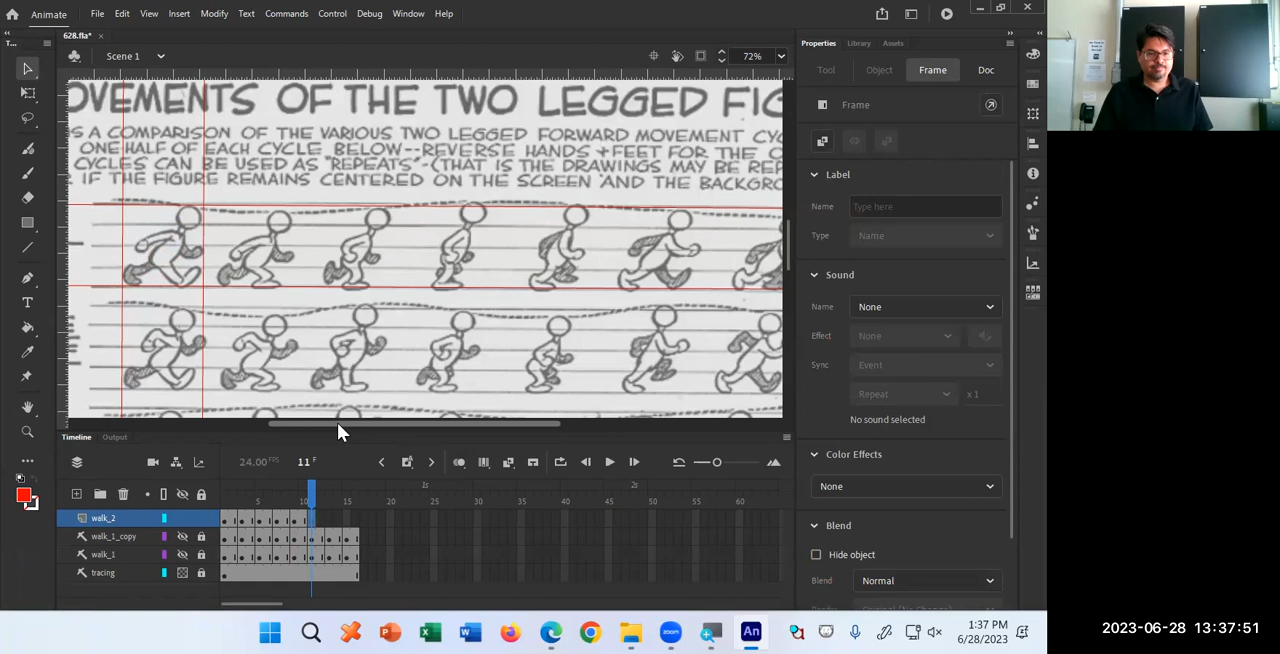 Animate File Edit View Insert Modify Text Commands Control Debug Window Help
628.fla* ×
T...
Scene 1
72%
OVEMENTS OF THE TWO LEGGED FIG
S A COMPARISON OF THE VARIOUS TWO LEGGED FORWARD MOVEMENT CYC
ONE HALF OF EACH CYCLE BELOW--REVERSE HANDS + FEET FOR THE O
CYCLES CAN BE USED AS "REPEATS"-(THAT IS THE DRAWINGS MAY BE REP
IF THE FIGURE REMAINS CENTERED ON THE SCREEN AND THE BACKGRO
Properties Library Assets
Tool Object Frame Doc
Frame
Label
Name Type here
Type Name
Sound
Name None
Effect None
Sync Event
Repeat x 1
No sound selected
Color Effects
None
Blend
Hide object
Blend Normal
Timeline Output
24.00 FPS 11 F
1s 2s
5 10 15 20 25 30 35 40 45 50 55 60
walk_2
walk_1_copy
walk_1
tracing
zoom
An
1:37 PM
6/28/2023
2023-06-28 13:37:51